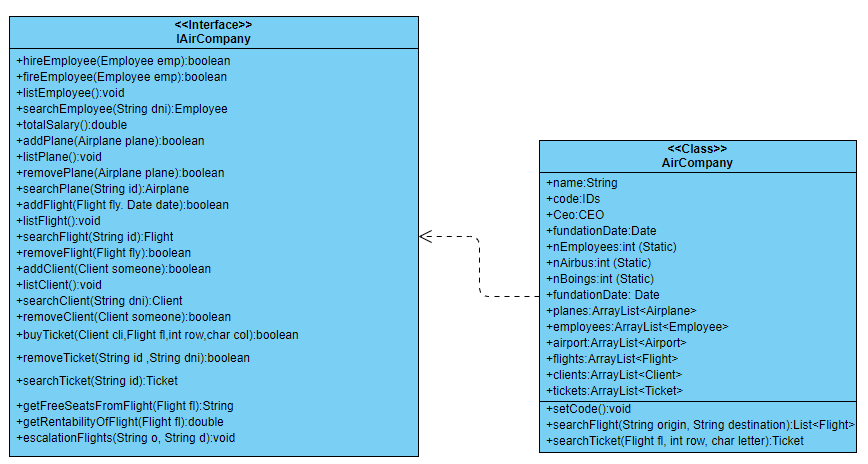 <<Interface>>
IAirCompany
+hireEmployee(Employee emp):boolean
+fireEmployee(Employee emp):boolean
+listEmployee():void
+searchEmployee(String dni):Employee
+totalSalary():double
+addPlane(Airplane plane):boolean
+listPlane():void
+removePlane(Airplane plane):boolean
+searchPlane(String id):Airplane
+addFlight(Flight fly. Date date):boolean
+listFlight():void
+searchFlight(String id):Flight
+removeFlight(Flight fly):boolean
+addClient(Client someone):boolean
+listClient():void
+searchClient(String dni):Client
+removeClient(Client someone):boolean
+buyTicket(Client cli,Flight fl,int row,char col):boolean
+removeTicket(String id ,String dni):boolean
+searchTicket(String id):Ticket
+getFreeSeatsFromFlight(Flight fl):String
+getRentabilityOfFlight(Flight fl):double
+escalationFlights(String o, String d):void
<<Class>>
AirCompany
+name:String
+code:IDs
+Ceo:CEO
+fundationDate:Date
+nEmployees:int (Static)
+nAirbus:int (Static)
+nBoings:int (Static)
+fundationDate: Date
+planes:ArrayList<Airplane>
+employees:ArrayList<Employee>
+airport:ArrayList<Airport>
+flights:ArrayList<Flight>
+clients:ArrayList<Client>
+tickets:ArrayList<Ticket>
+setCode():void
+searchFlight(String origin, String destination):List<Flight>
+searchTicket(Flight fl, int row, char letter):Ticket